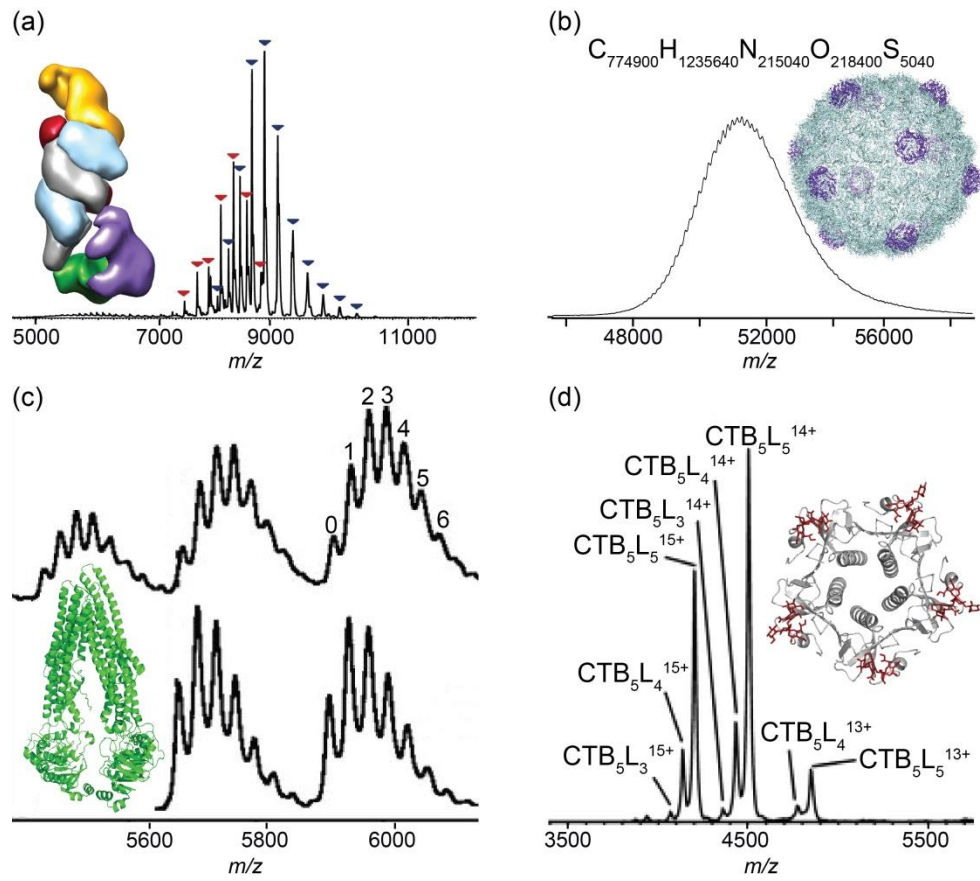 (a)
5000 7000 9000 11000
m/z
(b)
C₇₇₄₉₀₀H₁₂₃₅₆₄₀N₂₁₅₀₄₀O₂₁₈₄₀₀S₅₀₄₀
48000 52000 56000
m/z
(c)
0 1 2 3 4 5 6
5600 5800 6000
m/z
(d)
CTB₅L₅¹⁴⁺
CTB₅L₄¹⁴⁺
CTB₅L₃¹⁴⁺
CTB₅L₅¹⁵⁺
CTB₅L₄¹⁵⁺
CTB₅L₃¹⁵⁺
CTB₅L₄¹³⁺
CTB₅L₅¹³⁺
3500 4500 5500
m/z